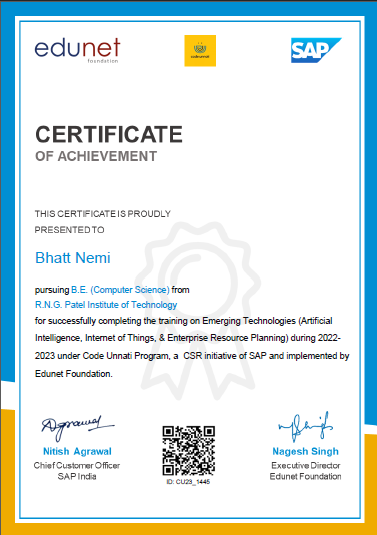 edunet
foundation
SAP
CERTIFICATE
OF ACHIEVEMENT
THIS CERTIFICATE IS PROUDLY
PRESENTED TO
Bhatt Nemi
pursuing B.E. (Computer Science) from
R.N.G. Patel Institute of Technology
for successfully completing the training on Emerging Technologies (Artificial
Intelligence, Internet of Things, & Enterprise Resource Planning) during 2022-
2023 under Code Unnati Program, a CSR initiative of SAP and implemented by
Edunet Foundation.
Agrawal
Nitish Agrawal
Chief Customer Officer
SAP India
ID: CU23_1445
Nagesh Singh
Executive Director
Edunet Foundation